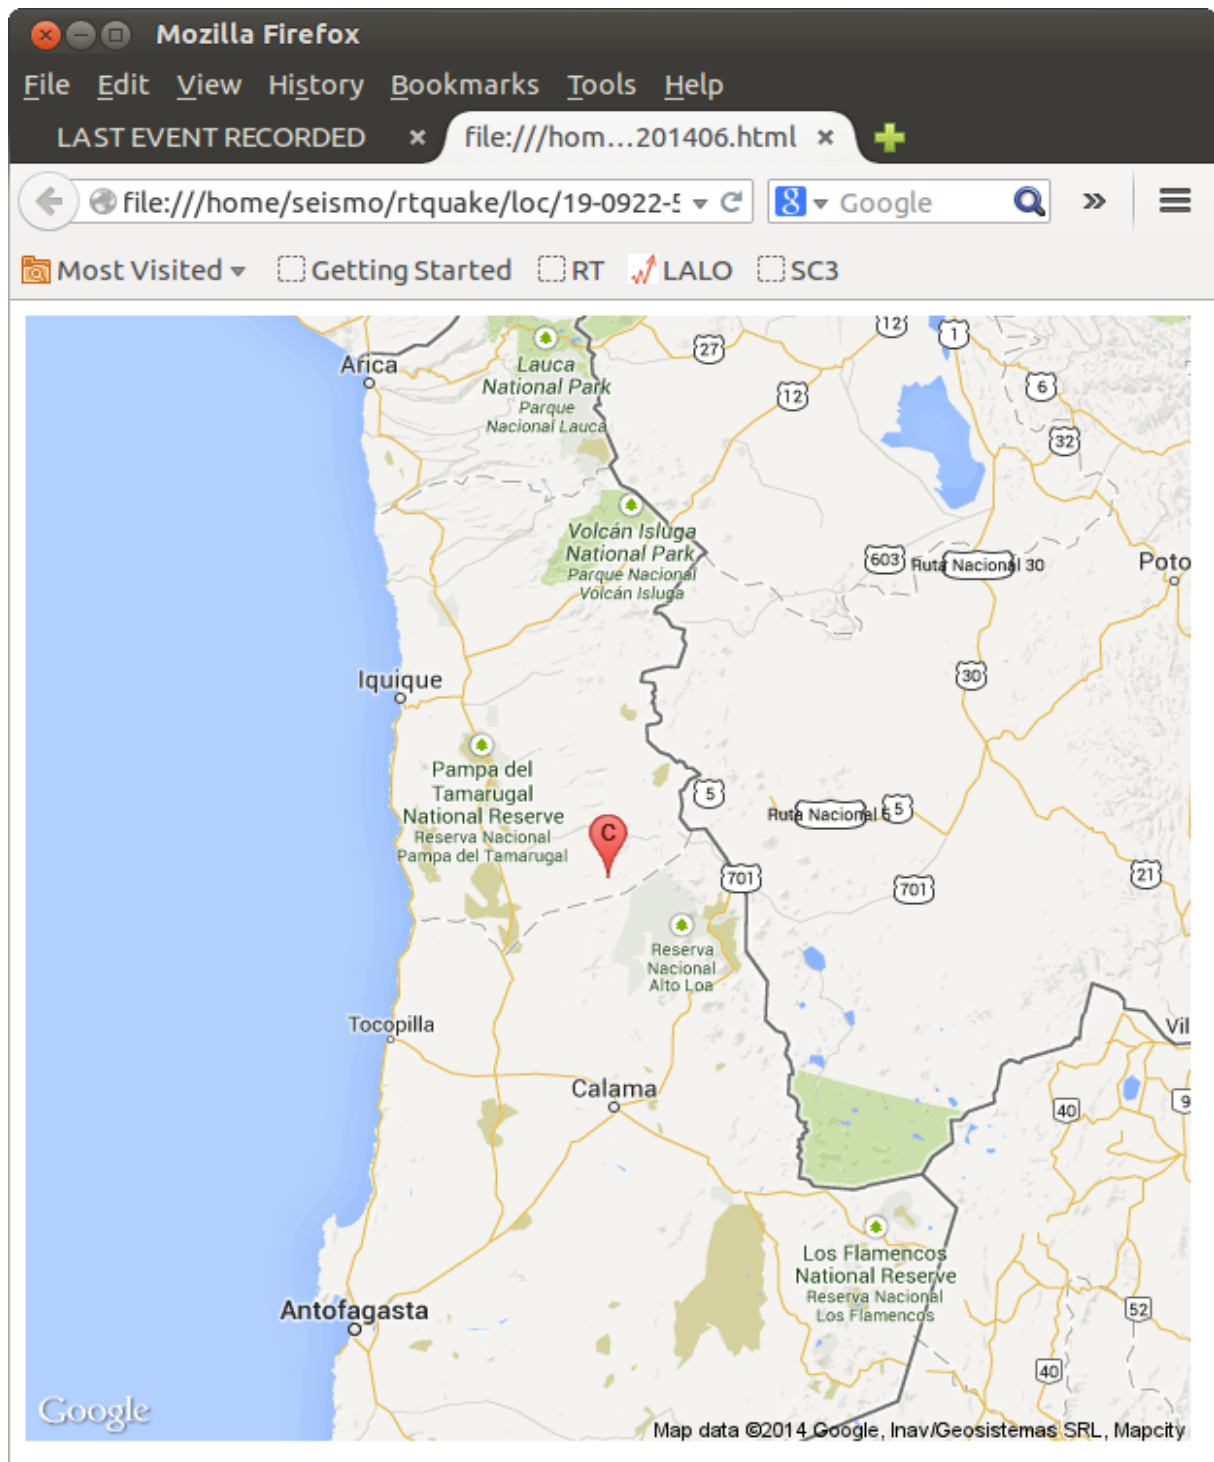 Mozilla Firefox
File Edit View History Bookmarks Tools Help
LAST EVENT RECORDED
file:///hom...201406.html
file:///home/seismo/rtquake/loc/19-0922-5
Google
Most Visited
Getting Started
RT
LALO
SC3
Arica
Lauca
National Park
Parque
Nacional Lauca
27
12
12
1
6
32
Volcán Isluga
National Park
Parque Nacional
Volcán Isluga
603
Ruta Nacional 30
Poto
Iquique
30
Pampa del
Tamarugal
National Reserve
Reserva Nacional
Pampa del Tamarugal
C
5
Ruta Nacional 5
5
701
701
21
Reserva
Nacional
Alto Loa
Tocopilla
Vil
Calama
40
9
Los Flamencos
National Reserve
Reserva Nacional
Los Flamencos
Antofagasta
52
40
Google
Map data ©2014 Google, Inav/Geosistemas SRL, Mapcity